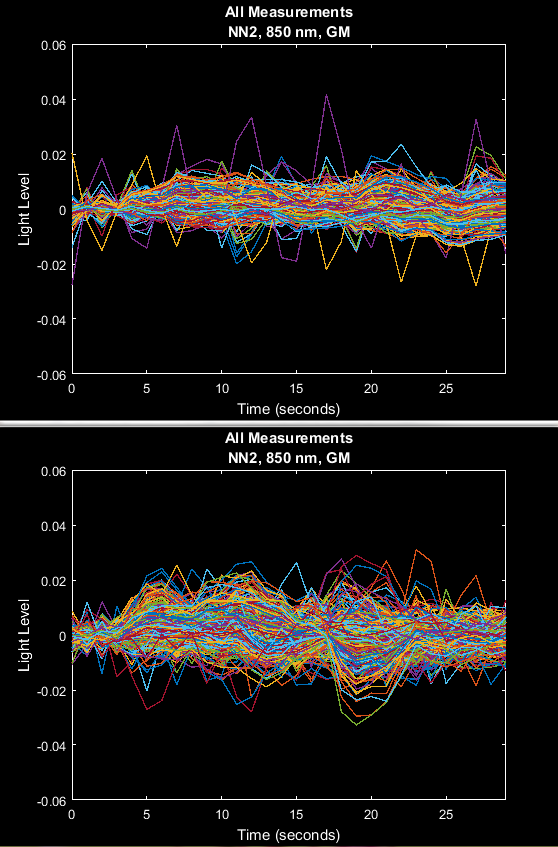 All Measurements
NN2, 850 nm, GM
0.06
0.04
0.02
0
-0.02
-0.04
-0.06
Light Level
0 5 10 15 20 25
Time (seconds)
All Measurements
NN2, 850 nm, GM
0.06
0.04
0.02
0
-0.02
-0.04
-0.06
Light Level
0 5 10 15 20 25
Time (seconds)